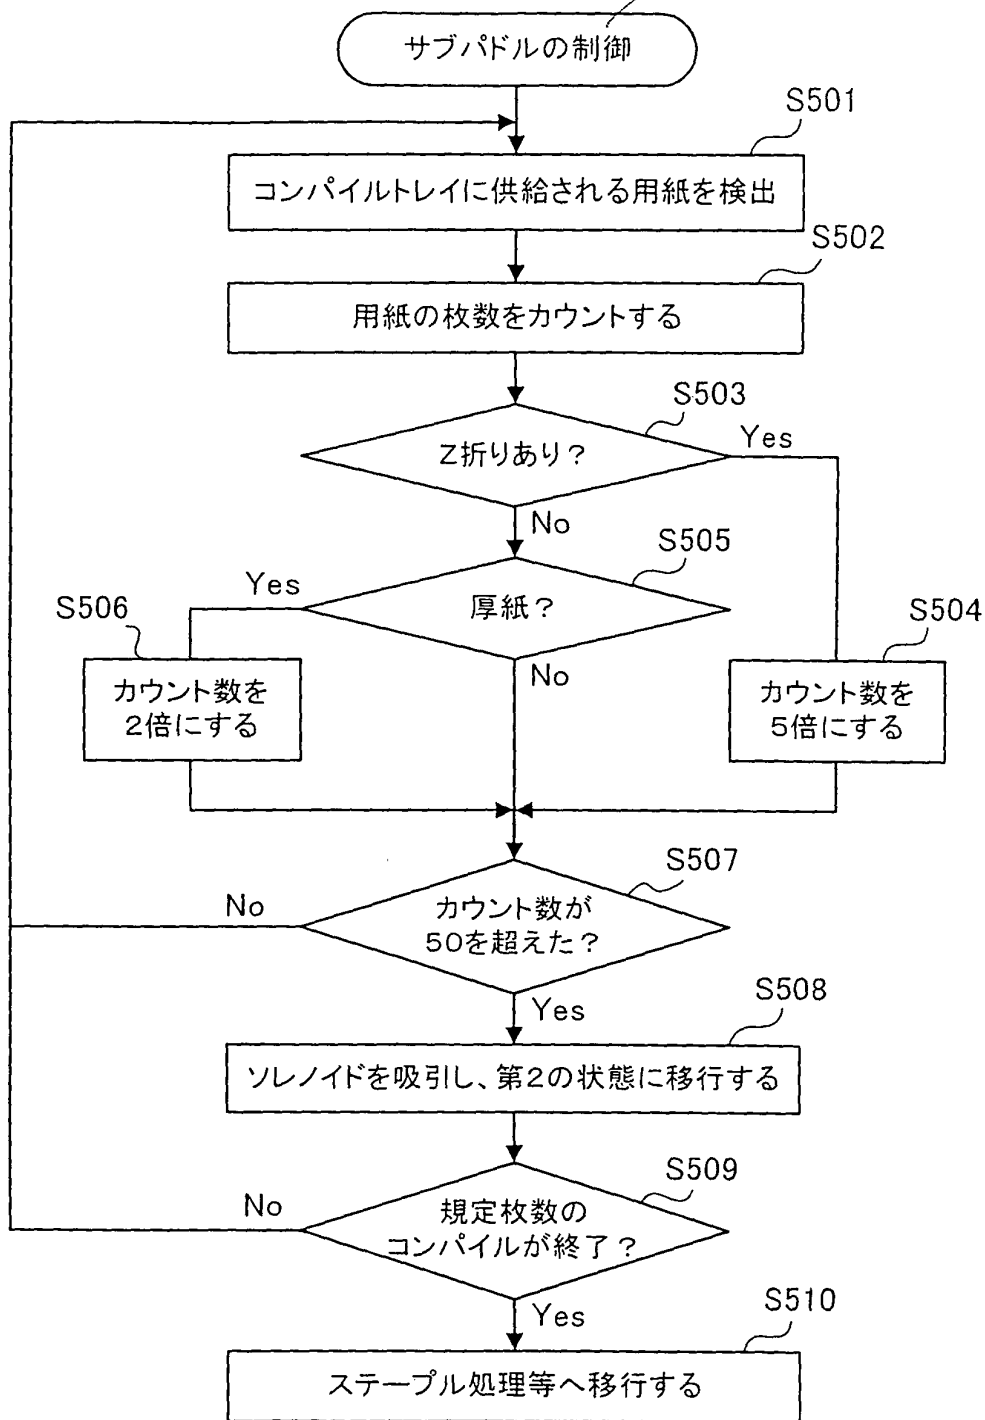 サブパドルの制御
S501
コンパイルトレイに供給される用紙を検出
S502
用紙の枚数をカウントする
S503
Z折りあり？
Yes
No
S505
厚紙？
Yes
No
S506
カウント数を
2倍にする
S504
カウント数を
5倍にする
S507
カウント数が
50を超えた？
No
Yes
S508
ソレノイドを吸引し、第2の状態に移行する
S509
規定枚数の
コンパイルが終了？
No
Yes
S510
ステープル処理等へ移行する